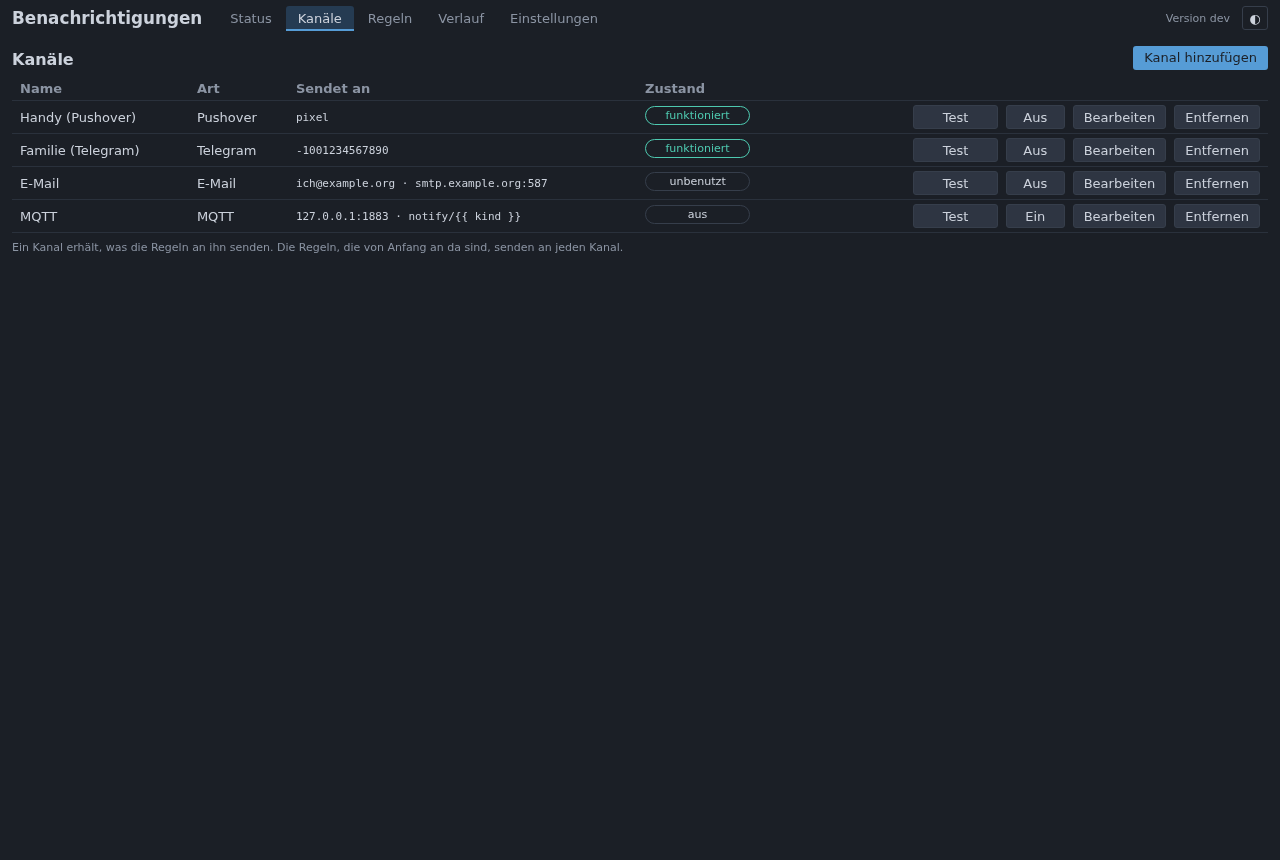 Benachrichtigungen Status Kanäle Regeln Verlauf Einstellungen Version dev
Kanäle Kanal hinzufügen
Name Art Sendet an Zustand
Handy (Pushover) Pushover pixel funktioniert Test Aus Bearbeiten Entfernen
Familie (Telegram) Telegram -1001234567890 funktioniert Test Aus Bearbeiten Entfernen
E-Mail E-Mail ich@example.org · smtp.example.org:587 unbenutzt Test Aus Bearbeiten Entfernen
MQTT MQTT 127.0.0.1:1883 · notify/{{ kind }} aus Test Ein Bearbeiten Entfernen
Ein Kanal erhält, was die Regeln an ihn senden. Die Regeln, die von Anfang an da sind, senden an jeden Kanal.